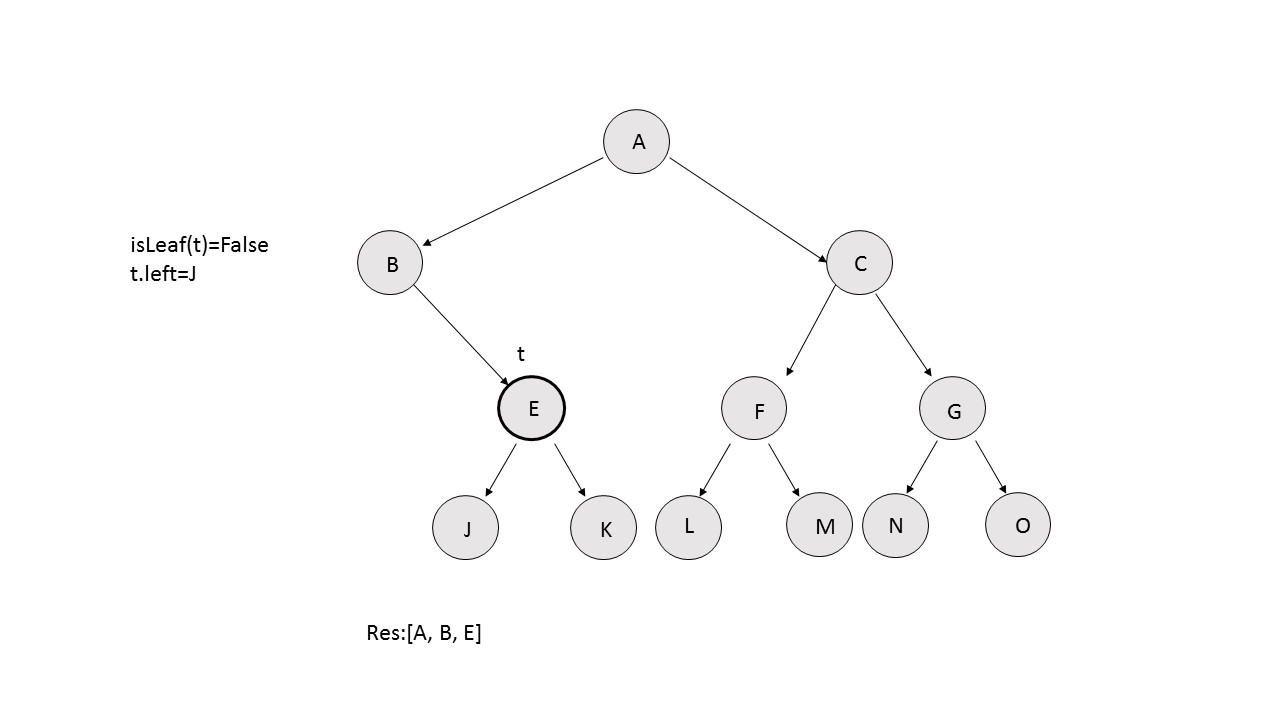 A
isLeaf(t)=False
t.left=J
B
C
t
E
F
G
J
K
L
M
N
O
Res:[A, B, E]